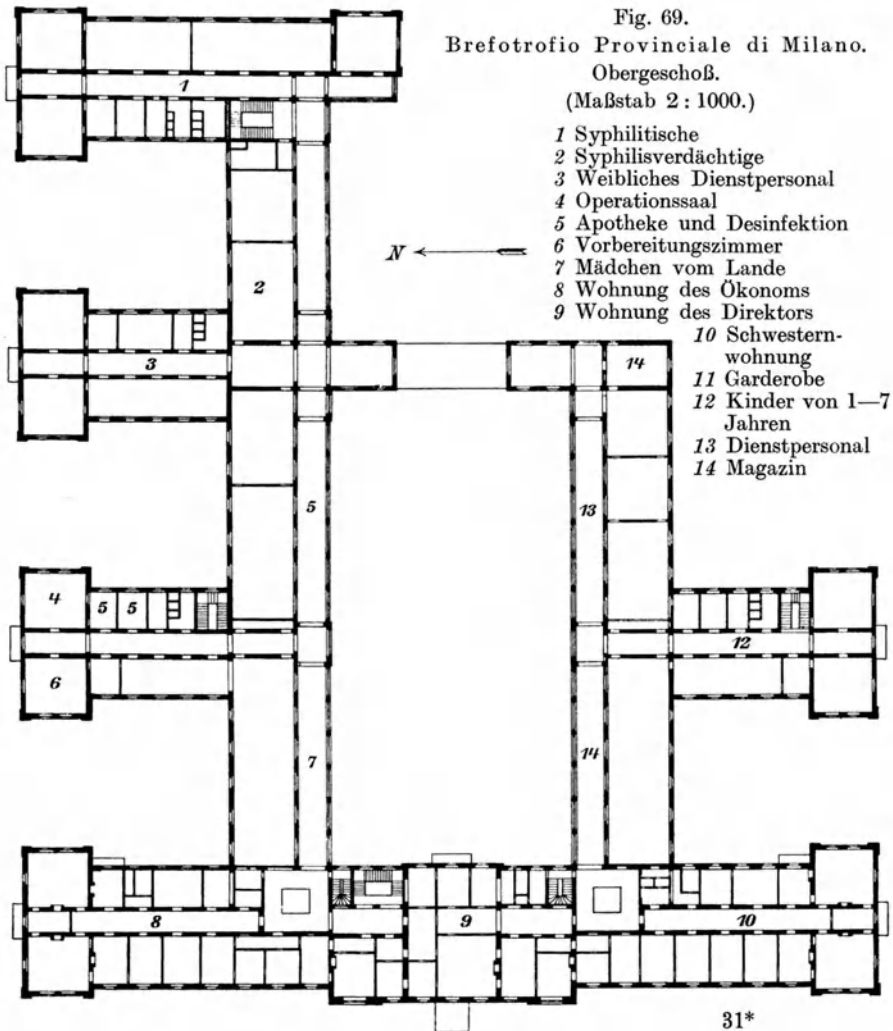 Fig. 69.
Brefotrofio Provinciale di Milano.
Obergeschoß.
(Maßstab 2 : 1000.)
1 Syphilitische
2 Syphilisverdächtige
3 Weibliches Dienstpersonal
4 Operationssaal
5 Apotheke und Desinfektion
6 Vorbereitungszimmer
7 Mädchen vom Lande
8 Wohnung des Ökonoms
9 Wohnung des Direktors
10 Schwestern-
wohnung
11 Garderobe
12 Kinder von 1—7
Jahren
13 Dienstpersonal
14 Magazin
1
N
2
3
14
5
13
4
5 5
12
6
7
14
8
9
10
31*